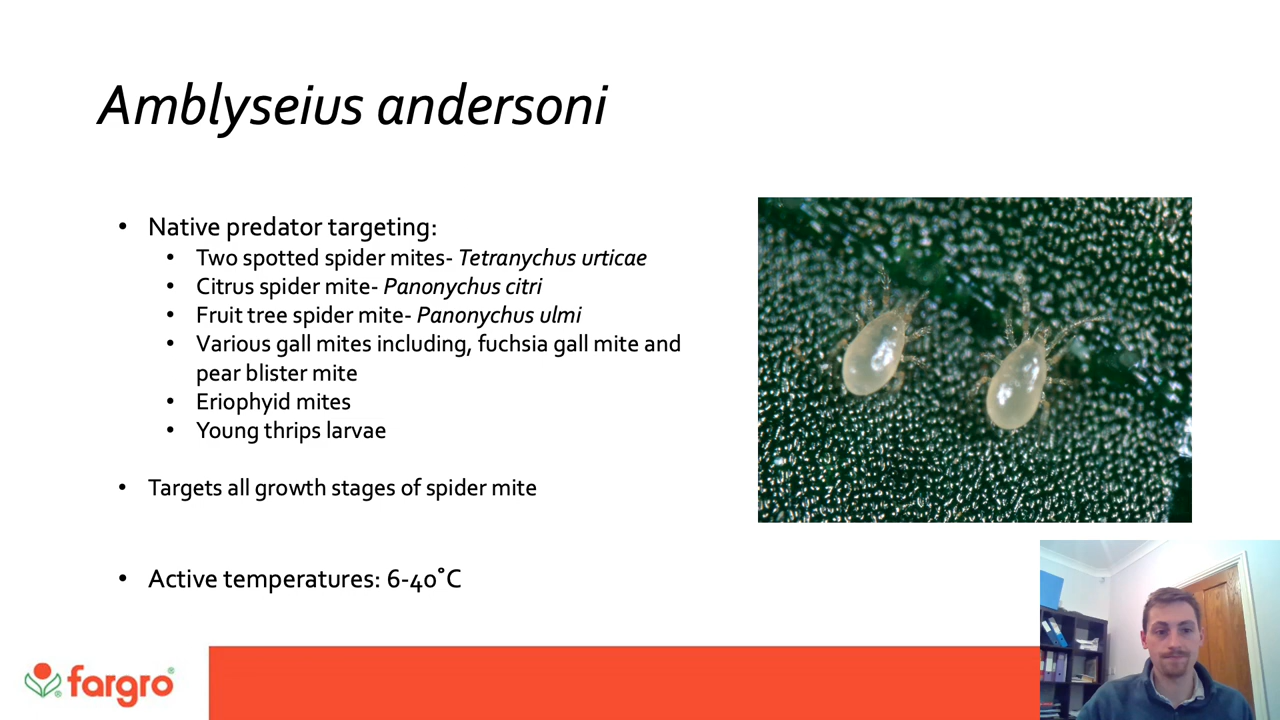 Amblyseius andersoni
• Native predator targeting:
• Two spotted spider mites- Tetranychus urticae
• Citrus spider mite- Panonychus citri
• Fruit tree spider mite- Panonychus ulmi
• Various gall mites including, fuchsia gall mite and
pear blister mite
• Eriophyid mites
• Young thrips larvae
• Targets all growth stages of spider mite
• Active temperatures: 6-40˚C
fargro®